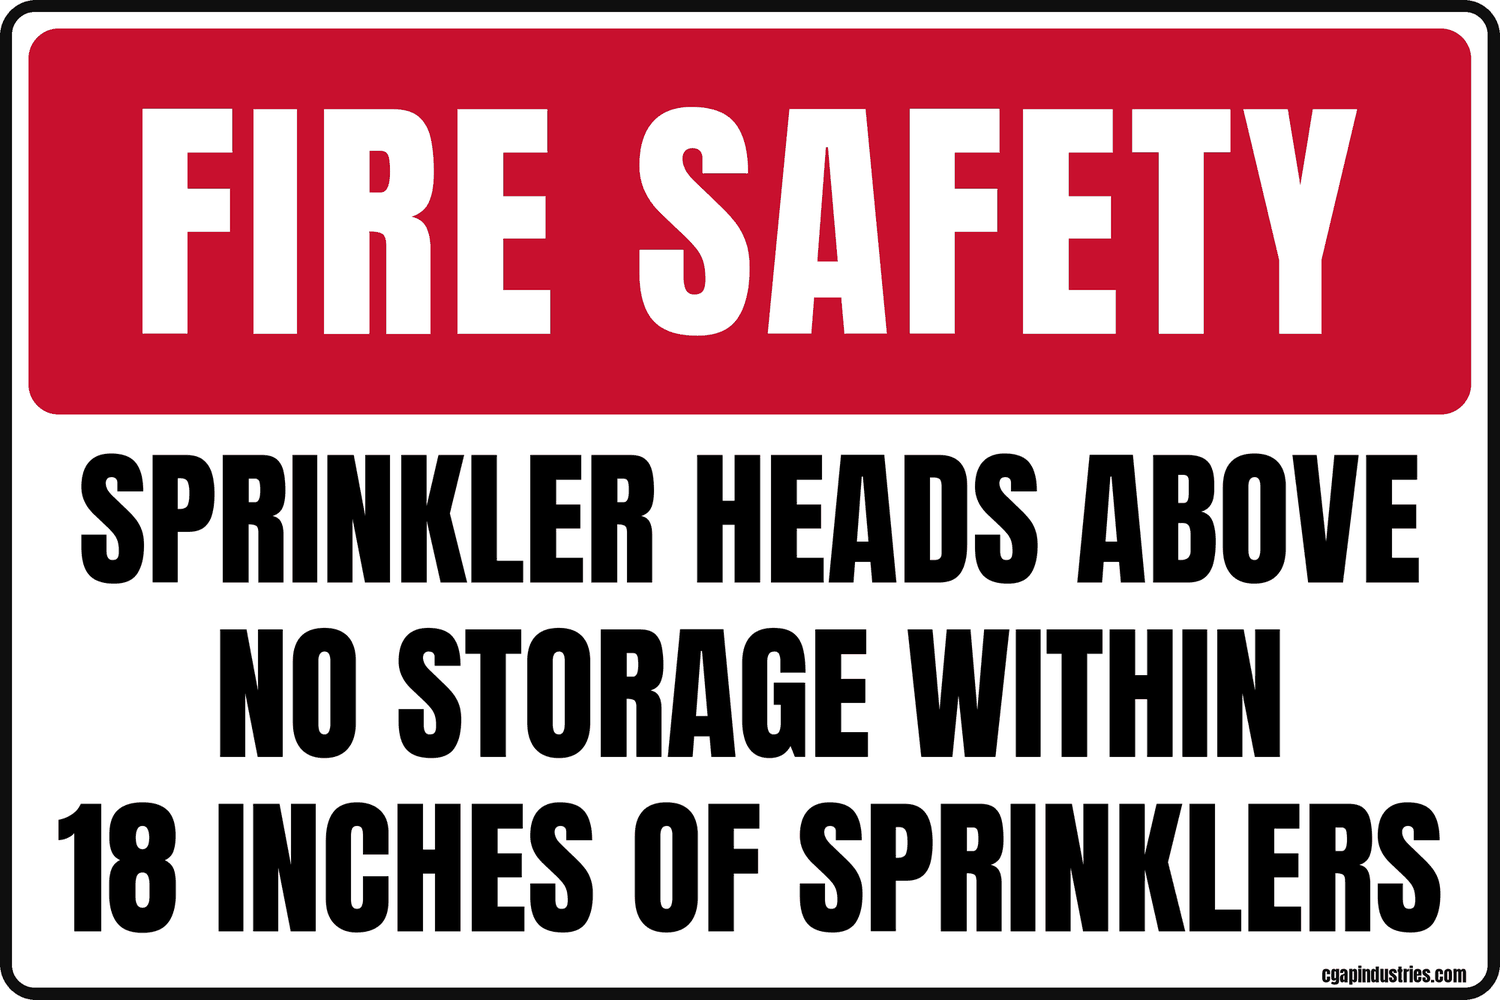 FIRE SAFETY
SPRINKLER HEADS ABOVE
NO STORAGE WITHIN
18 INCHES OF SPRINKLERS
cgapindustries.com